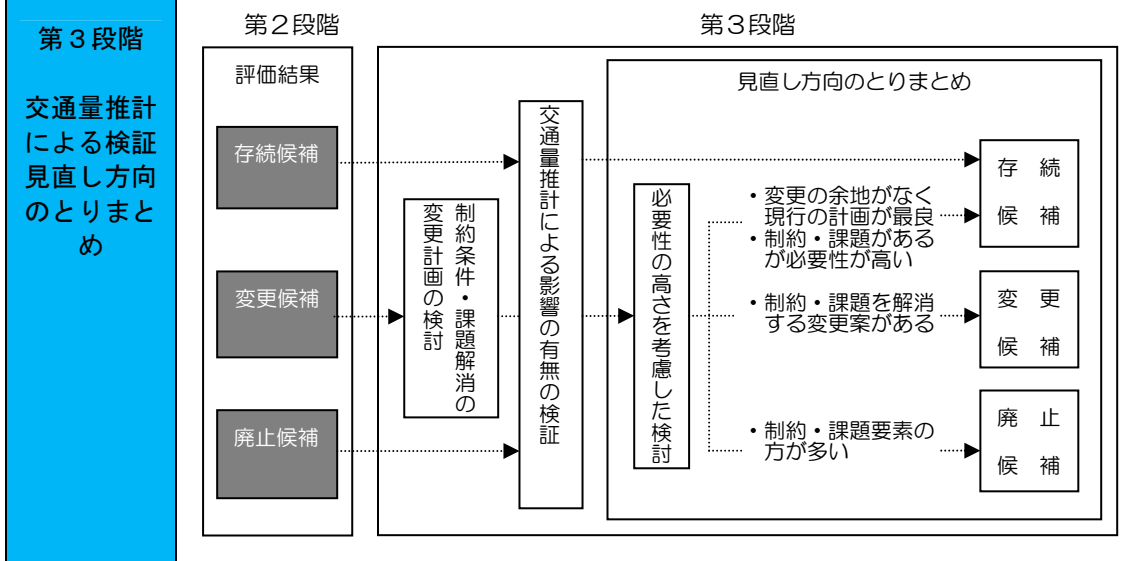 第３段階
交通量推計
による検証
見直し方向
のとりまと
め
第２段階
評価結果
存続候補
変更候補
廃止候補
第３段階
制約条件・課題解消の
変更計画の検討
交通量推計による影響の有無の検証
見直し方向のとりまとめ
必要性の高さを考慮した検討
・変更の余地がなく
現行の計画が最良
・制約・課題がある
が必要性が高い
・制約・課題を解消
する変更案がある
・制約・課題要素の
方が多い
存 続
候 補
変 更
候 補
廃 止
候 補